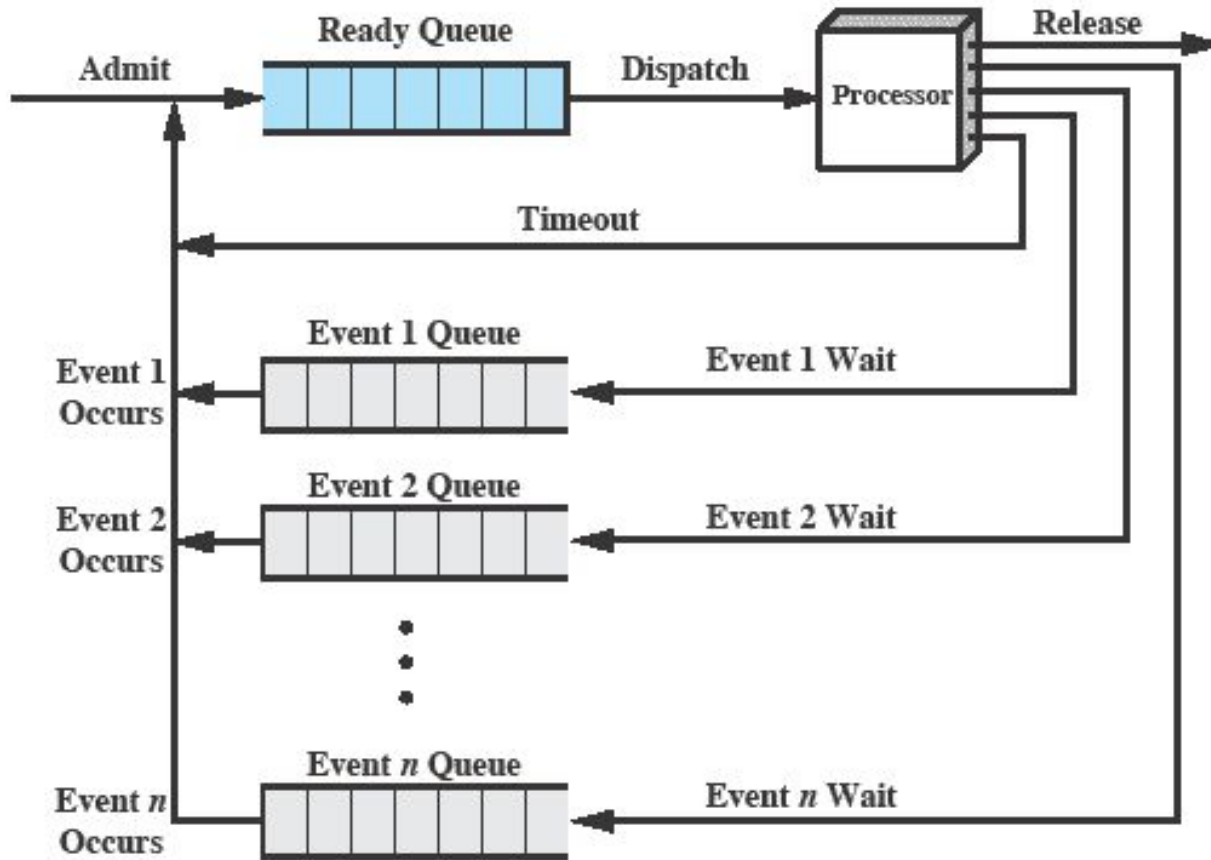 Ready Queue
Release
Admit
Dispatch
Processor
Timeout
Event 1 Queue
Event 1
Occurs
Event 1 Wait
Event 2 Queue
Event 2
Occurs
Event 2 Wait
Event n Queue
Event n
Occurs
Event n Wait